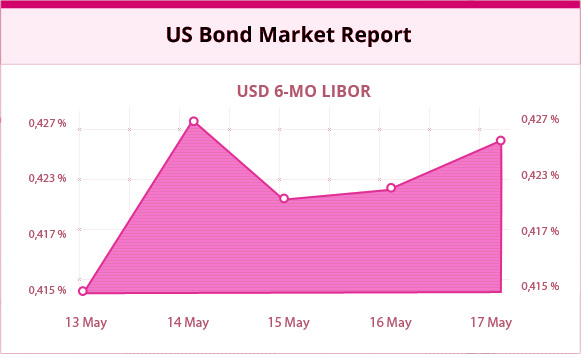 US Bond Market Report
USD 6-MO LIBOR
0,427 %
0,423 %
0,417 %
0,415 %
0,427 %
0,423 %
0,417 %
0,415 %
13 May 14 May 15 May 16 May 17 May